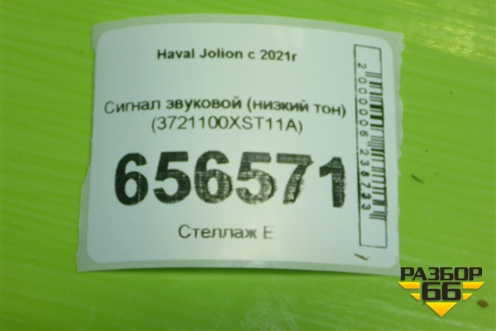 Haval Jolion с 2021г
Сигнал звуковой (низкий тон)
(3721100XST11A)
656571
Стеллаж Е
РАЗБОР
66